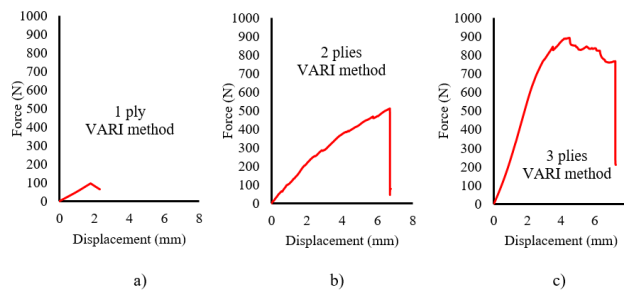 1000
900
800
700
600
500
400
300
200
100
0
Force (N)
1 ply
VARI method
0 2 4 6 8
Displacement (mm)
a)
1000
900
800
700
600
500
400
300
200
100
0
Force (N)
2 plies
VARI method
0 2 4 6 8
Displacement (mm)
b)
1000
900
800
700
600
500
400
300
200
100
0
Force (N)
3 plies
VARI method
0 2 4 6
Displacement (mm)
c)